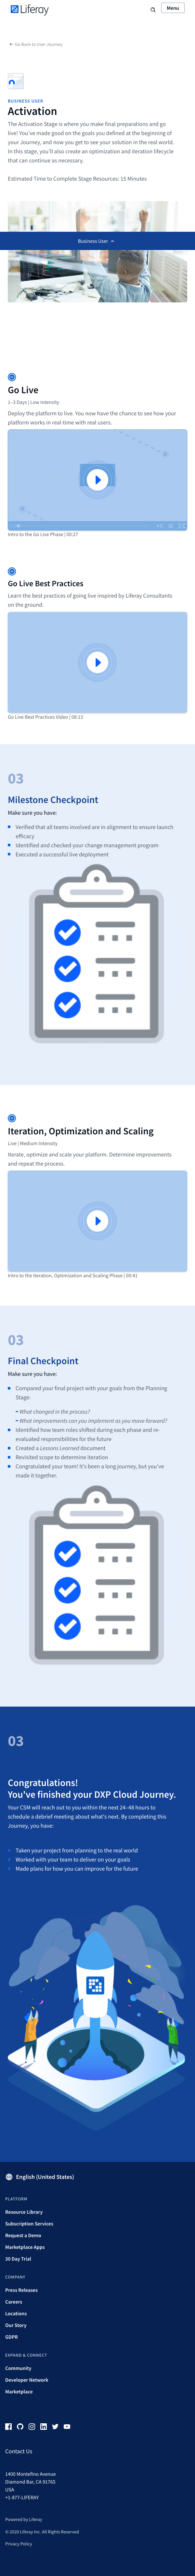 Liferay
Menu
Go Back to User Journey
BUSINESS USER
Activation
The Activation Stage is where you make final preparations and go
live! You've made good on the goals you defined at the beginning of
your journey, and now you get to see your solution in the real world.
In this stage, you'll also create an optimization and iteration lifecycle
that can continue as necessary.
Estimated Time to Complete Stage Resources: 15 Minutes
Business User
Go Live
1-3 Days | Low Intensity
Deploy the platform to live. You now have the chance to see how your
platform works in real-time with real users.
Intro to the Go Live Phase | 00:27
Go Live Best Practices
Learn the best practices of going live inspired by Liferay Consultants
on the ground.
Go Live Best Practices Video | 08:13
03
Milestone Checkpoint
Make sure you have:
Verified that all teams involved are in alignment to ensure launch
efficacy
Identified and checked your change management program
Executed a successful live deployment
Iteration, Optimization and Scaling
Live | Medium Intensity
Iterate, optimize and scale your platform. Determine improvements
and repeat the process.
Intro to the Iteration, Optimization and Scaling Phase | 00:41
03
Final Checkpoint
Make sure you have:
Compared your final project with your goals from the Planning
Stage:
- What changed in the process?
- What improvements can you implement as you move forward?
Identified how team roles shifted during each phase and re-
evaluated responsibilities for the future
Created a Lessons Learned document
Revisited scope to determine iteration
Congratulated your team! It's been a long journey, but you've
made it together.
03
Congratulations!
You've finished your DXP Cloud Journey.
Your CSM will reach out to you within the next 24-48 hours to
schedule a debrief meeting about what's next. By completing this
Journey, you have:
Taken your project from planning to the real world
Worked with your team to deliver on your goals
Made plans for how you can improve for the future
English (United States)
PLATFORM
Resource Library
Subscription Services
Request a Demo
Marketplace Apps
30 Day Trial
COMPANY
Press Releases
Careers
Locations
Our Story
GDPR
EXPAND & CONNECT
Community
Developer Network
Marketplace
Contact Us
1400 Montefino Avenue
Diamond Bar, CA 91765
USA
+1-877-LIFERAY
Powered by Liferay
© 2020 Liferay Inc. All Rights Reserved
Privacy Policy